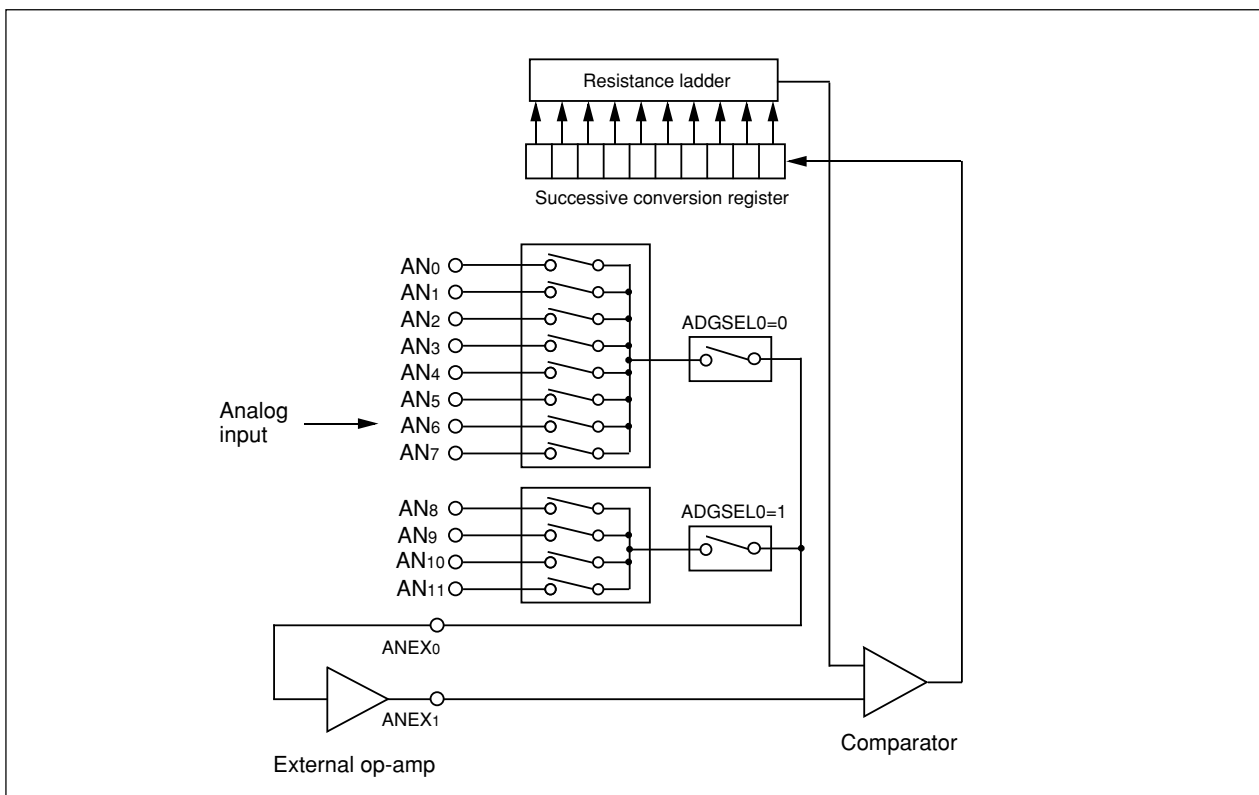 Resistance ladder
Successive conversion register
AN0
AN1
AN2
AN3
AN4
AN5
AN6
AN7
ADGSEL0=0
Analog
input
AN8
AN9
AN10
AN11
ADGSEL0=1
ANEX0
ANEX1
External op-amp
Comparator